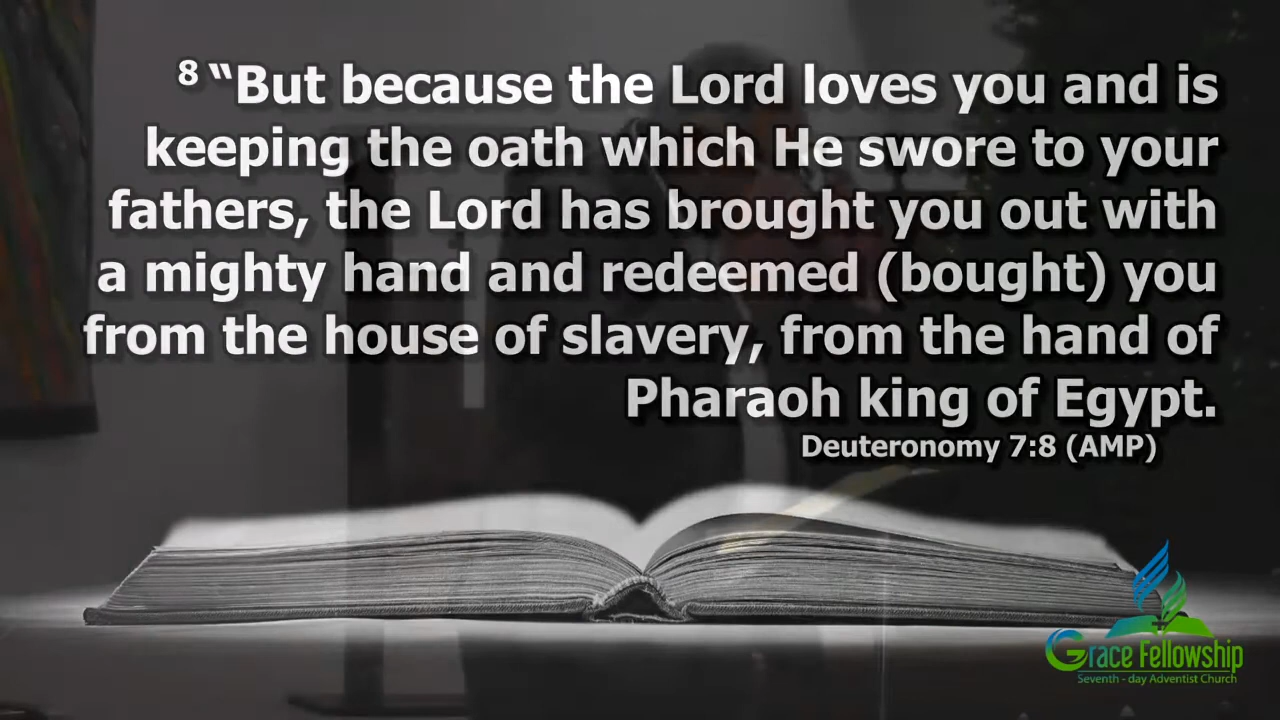 8 “But because the Lord loves you and is
keeping the oath which He swore to your
fathers, the Lord has brought you out with
a mighty hand and redeemed (bought) you
from the house of slavery, from the hand of
Pharaoh king of Egypt.
Deuteronomy 7:8 (AMP)
Grace Fellowship
Seventh - day Adventist Church